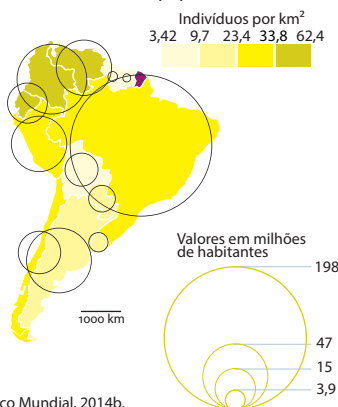 Indivíduos por km²
3,42 9,7 23,4 33,8 62,4
1000 km
Valores em milhões
de habitantes
198
47
15
3,9
Mundial, 2014b.